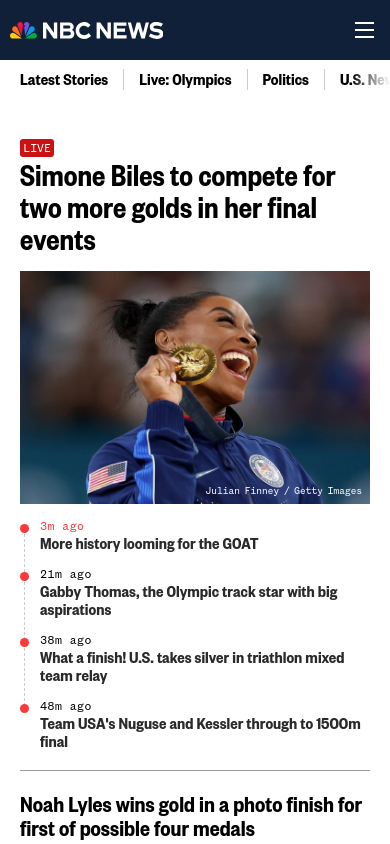 NBC NEWS
Latest Stories
Live: Olympics
Politics
U.S. Nev
LIVE
Simone Biles to compete for
two more golds in her final
events
Julian Finney / Getty Images
3m ago
More history looming for the GOAT
21m ago
Gabby Thomas, the Olympic track star with big
aspirations
38m ago
What a finish! U.S. takes silver in triathlon mixed
team relay
48m ago
Team USA's Nuguse and Kessler through to 1500m
final
Noah Lyles wins gold in a photo finish for
first of possible four medals